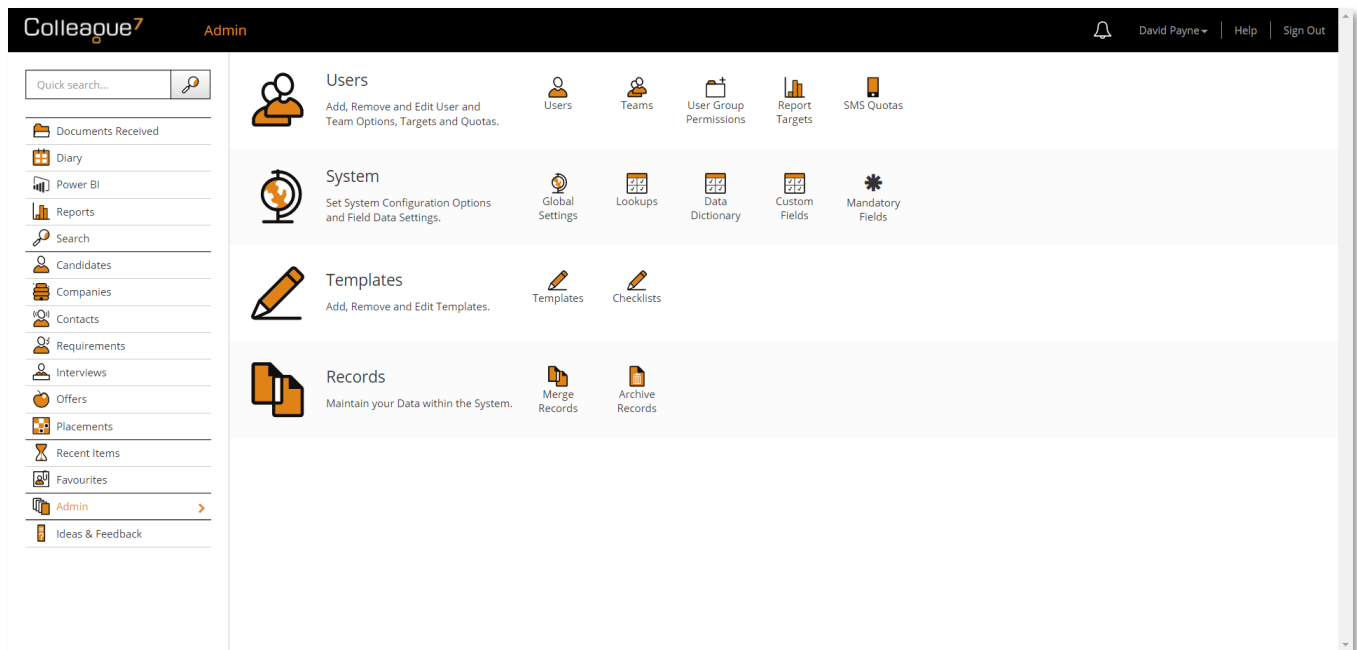 Colleague7
Admin
David Payne
Help
Sign Out
Quick search...
Documents Received
Diary
Power BI
Reports
Search
Candidates
Companies
Contacts
Requirements
Interviews
Offers
Placements
Recent Items
Favourites
Admin
Ideas & Feedback
Users
Add, Remove and Edit User and
Team Options, Targets and Quotas.
Users
Teams
User Group
Permissions
Report
Targets
SMS Quotas
System
Set System Configuration Options
and Field Data Settings.
Global
Settings
Lookups
Data
Dictionary
Custom
Fields
Mandatory
Fields
Templates
Add, Remove and Edit Templates.
Templates
Checklists
Records
Maintain your Data within the System.
Merge
Records
Archive
Records